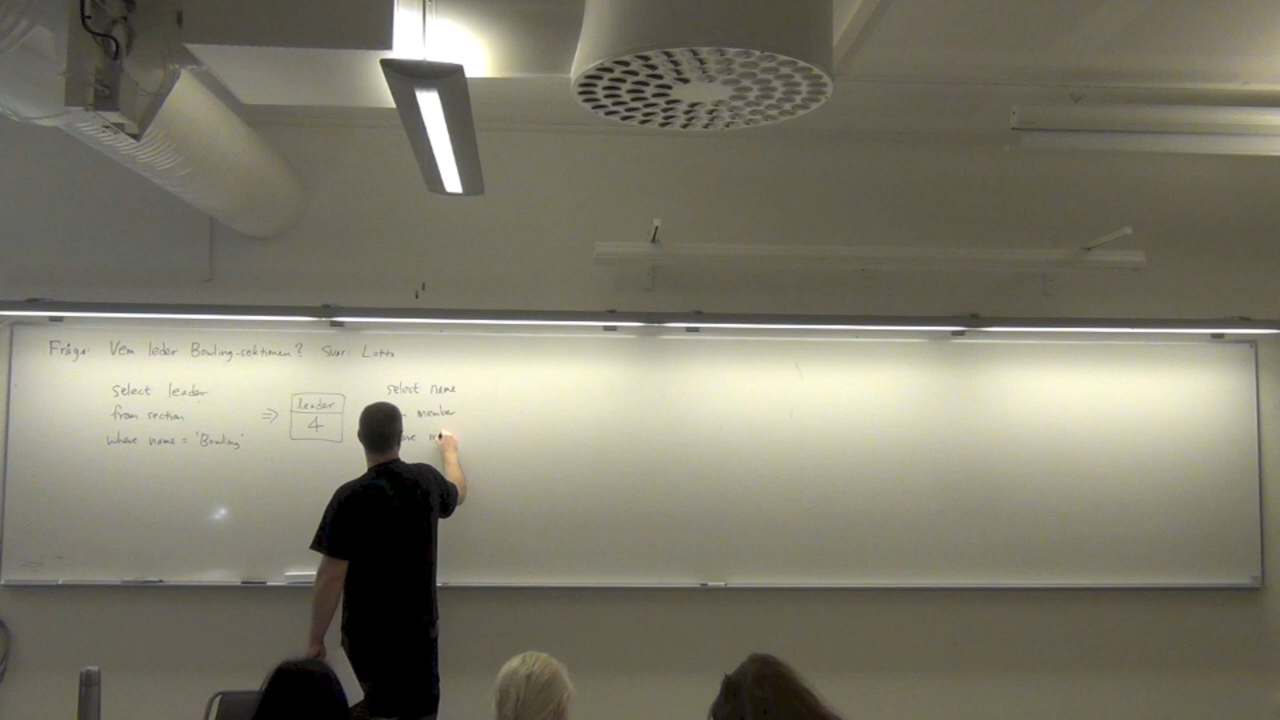 Fråga: Vem leder Bowling-sektionen? Svar: Lotta
select leader
from section
where name = 'Bowling'
⇒
leader
4
select name
member